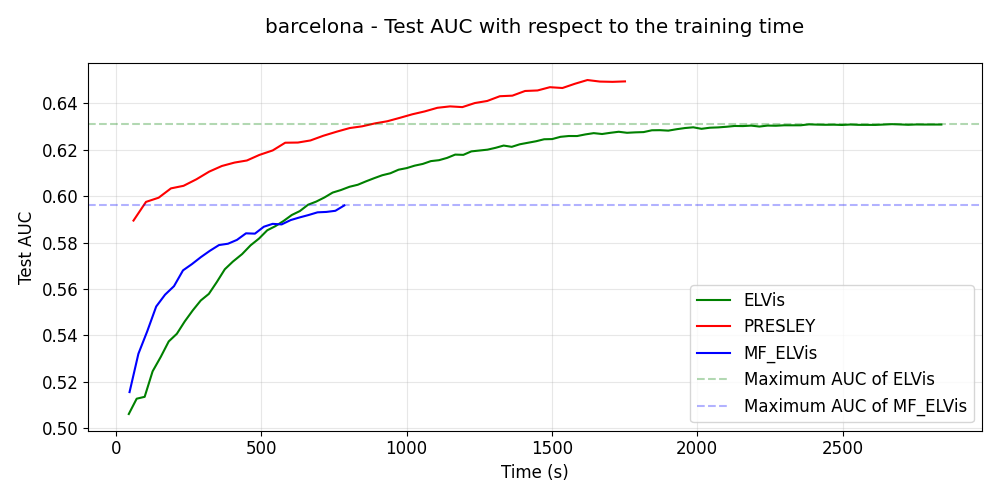 barcelona - Test AUC with respect to the training time
Test AUC
0.64
0.62
0.60
0.58
0.56
0.54
0.52
0.50
0
500
1000
1500
2000
2500
Time (s)
ELVis
PRESLEY
MF_ELVis
Maximum AUC of ELVis
Maximum AUC of MF_ELVis